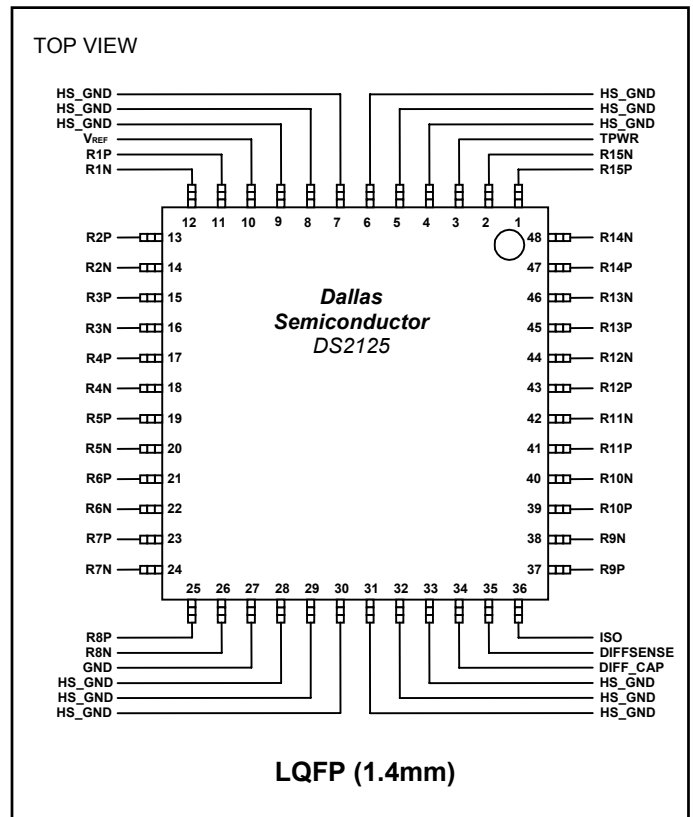 TOP VIEW
HS_GND HS_GND
HS_GND HS_GND
HS_GND HS_GND
VREF TPWR
R1P R15N
R1N R15P
12 11 10 9 8 7 6 5 4 3 2 1
R2P 13 48 R14N
R2N 14 47 R14P
R3P 15 46 R13N
R3N 16 45 R13P
R4P 17 44 R12N
R4N 18 43 R12P
R5P 19 42 R11N
R5N 20 41 R11P
R6P 21 40 R10N
R6N 22 39 R10P
R7P 23 38 R9N
R7N 24 37 R9P
Dallas
Semiconductor
DS2125
25 26 27 28 29 30 31 32 33 34 35 36
R8P ISO
R8N DIFFSENSE
GND DIFF_CAP
HS_GND HS_GND
HS_GND HS_GND
HS_GND HS_GND
LQFP (1.4mm)